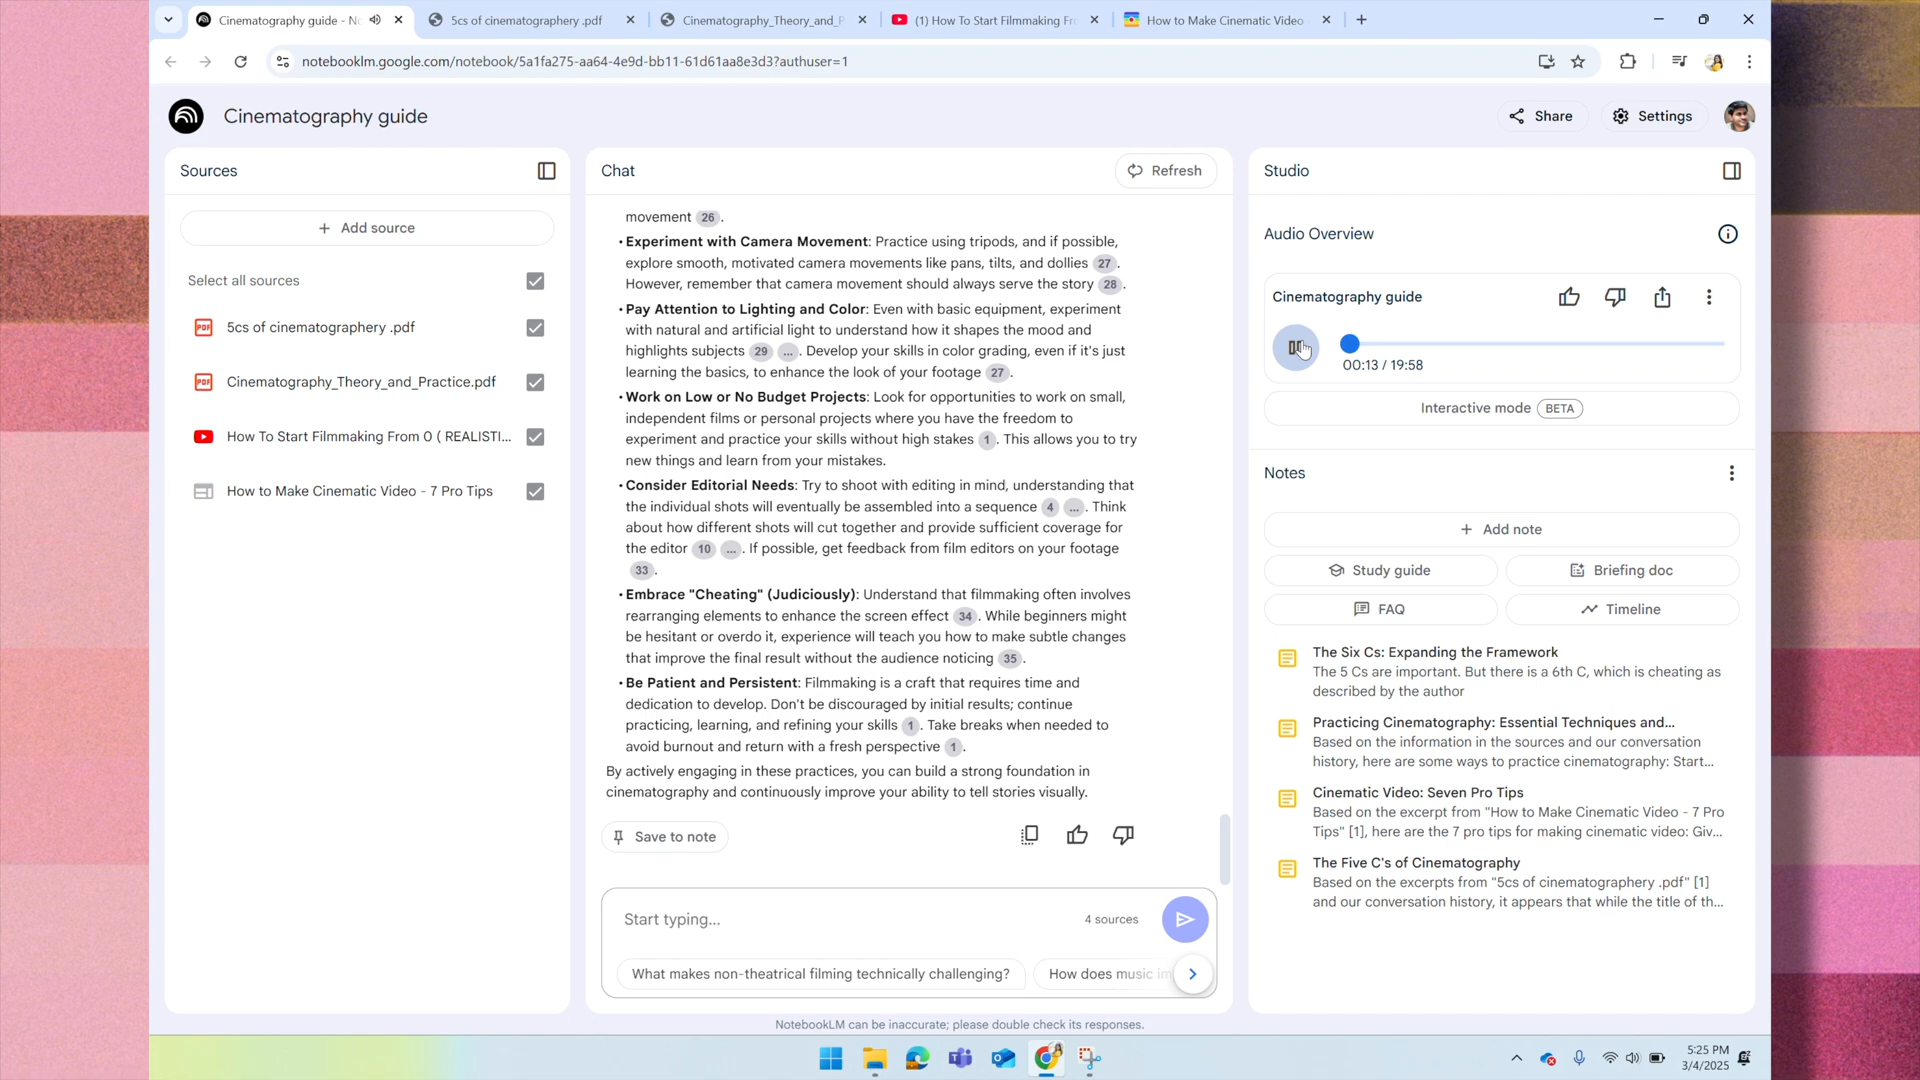 Cinematography guide - No
5cs of cinematographery .pdf
Cinematography_Theory_and_P
(1) How To Start Filmmaking Fr
How to Make Cinematic Video
notebooklm.google.com/notebook/5a1fa275-aa64-4e9d-bb11-61d61aa8e3d3?authuser=1
Cinematography guide
Share
Settings
Sources
Add source
Select all sources
5cs of cinematographery .pdf
PDF
Cinematography_Theory_and_Practice.pdf
PDF
How To Start Filmmaking From 0 ( REALISTI...
How to Make Cinematic Video - 7 Pro Tips
Chat
Refresh
movement 26 .
• Experiment with Camera Movement: Practice using tripods, and if possible,
explore smooth, motivated camera movements like pans, tilts, and dollies 27 .
However, remember that camera movement should always serve the story 28 .
• Pay Attention to Lighting and Color: Even with basic equipment, experiment
with natural and artificial light to understand how it shapes the mood and
highlights subjects 29 ... . Develop your skills in color grading, even if it's just
learning the basics, to enhance the look of your footage 27 .
• Work on Low or No Budget Projects: Look for opportunities to work on small,
independent films or personal projects where you have the freedom to
experiment and practice your skills without high stakes 1 . This allows you to try
new things and learn from your mistakes.
• Consider Editorial Needs: Try to shoot with editing in mind, understanding that
the individual shots will eventually be assembled into a sequence 4 ... . Think
about how different shots will cut together and provide sufficient coverage for
the editor 10 ... . If possible, get feedback from film editors on your footage
33 .
• Embrace "Cheating" (Judiciously): Understand that filmmaking often involves
rearranging elements to enhance the screen effect 34 . While beginners might
be hesitant or overdo it, experience will teach you how to make subtle changes
that improve the final result without the audience noticing 35 .
• Be Patient and Persistent: Filmmaking is a craft that requires time and
dedication to develop. Don't be discouraged by initial results; continue
practicing, learning, and refining your skills 1 . Take breaks when needed to
avoid burnout and return with a fresh perspective 1 .
By actively engaging in these practices, you can build a strong foundation in
cinematography and continuously improve your ability to tell stories visually.
Save to note
Start typing...
4 sources
What makes non-theatrical filming technically challenging?
How does music im
NotebookLM can be inaccurate; please double check its responses.
Studio
Audio Overview
Cinematography guide
00:13 / 19:58
Interactive mode BETA
Notes
Add note
Study guide
Briefing doc
FAQ
Timeline
The Six Cs: Expanding the Framework
The 5 Cs are important. But there is a 6th C, which is cheating as
described by the author
Practicing Cinematography: Essential Techniques and...
Based on the information in the sources and our conversation
history, here are some ways to practice cinematography: Start...
Cinematic Video: Seven Pro Tips
Based on the excerpt from "How to Make Cinematic Video - 7 Pro
Tips" [1], here are the 7 pro tips for making cinematic video: Giv...
The Five C's of Cinematography
Based on the excerpts from "5cs of cinematographery .pdf" [1]
and our conversation history, it appears that while the title of th...
5:25 PM
3/4/2025